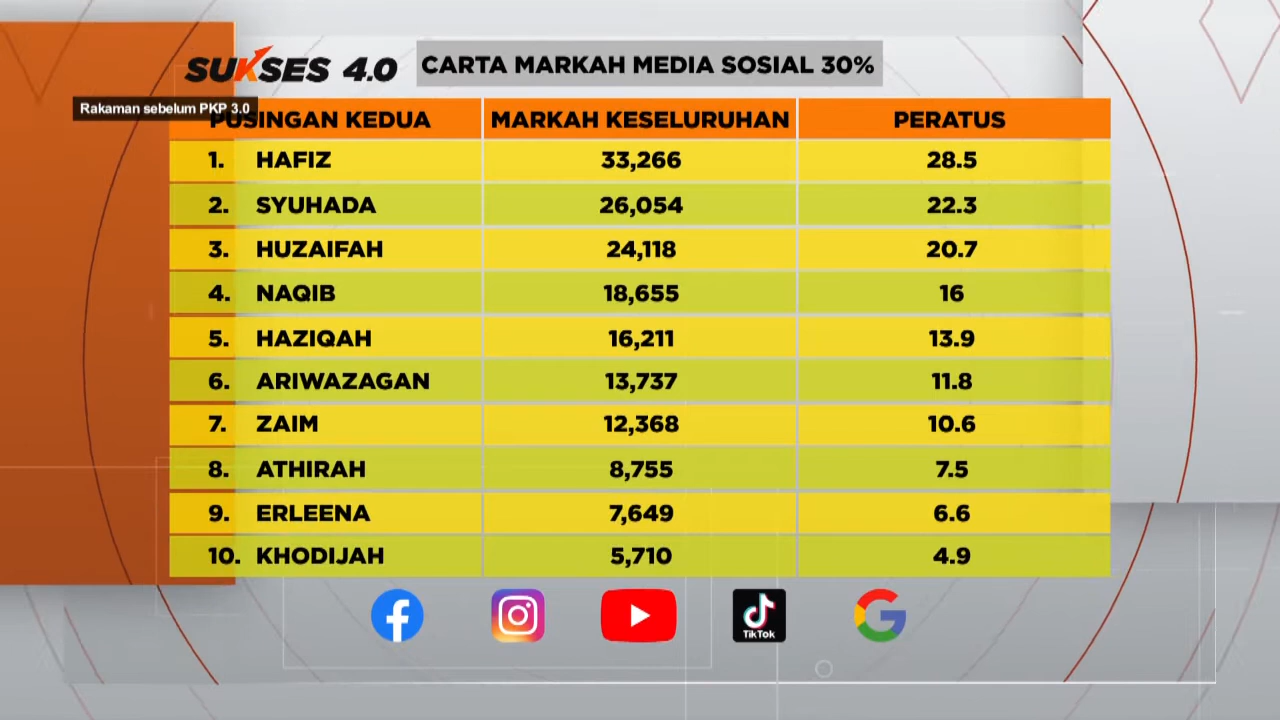 SUKSES 4.0
CARTA MARKAH MEDIA SOSIAL 30%
Rakaman sebelum PKP 3.0
PUSINGAN KEDUA MARKAH KESELURUHAN PERATUS
1. HAFIZ 33,266 28.5
2. SYUHADA 26,054 22.3
3. HUZAIFAH 24,118 20.7
4. NAQIB 18,655 16
5. HAZIQAH 16,211 13.9
6. ARIWAZAGAN 13,737 11.8
7. ZAIM 12,368 10.6
8. ATHIRAH 8,755 7.5
9. ERLEENA 7,649 6.6
10. KHODIJAH 5,710 4.9
TikTok